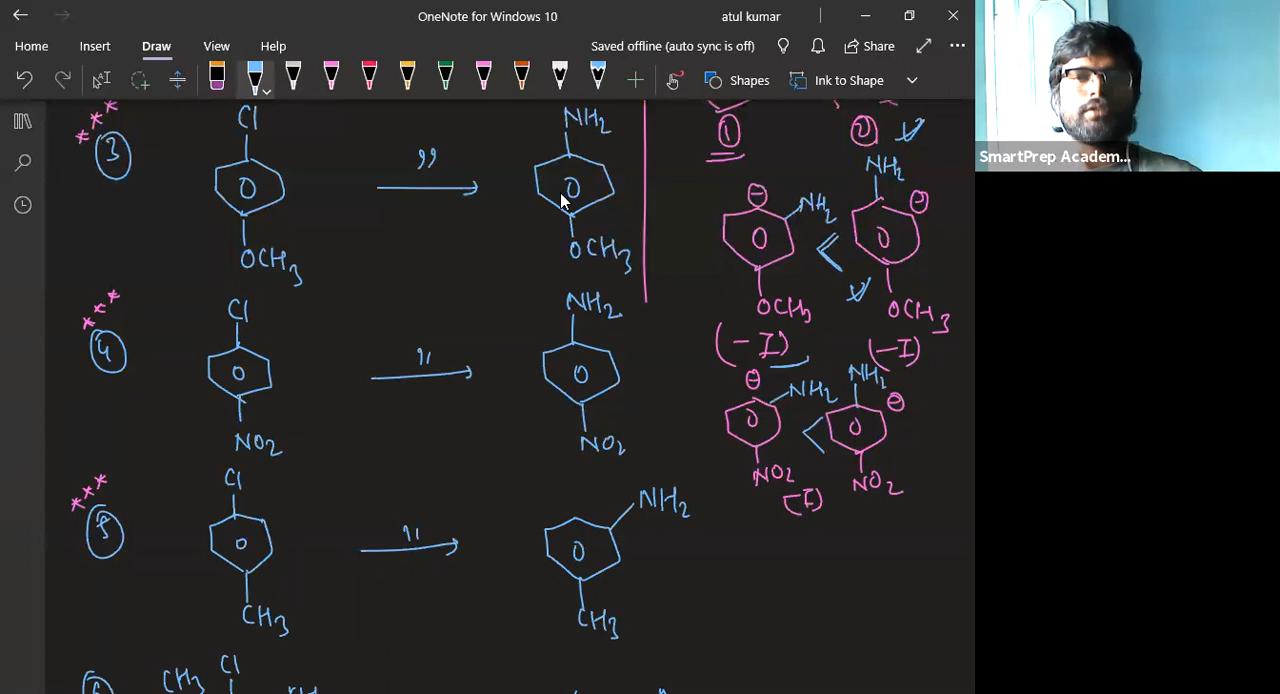 OneNote for Windows 10
atul kumar
Home Insert Draw View Help
Saved offline (auto sync is off)
Share
Shapes
Ink to Shape
SmartPrep Academ...
3
Cl
OCH3
,,
NH2
OCH3
1
2
NH2
OCH3
<
NH2
OCH3
(-I)
(-I)
4
Cl
NO2
NH2
NO2
NH2
NO2
<
NH2
NO2
(-I)
5
Cl
CH3
NH2
CH3
6
CH3
Cl